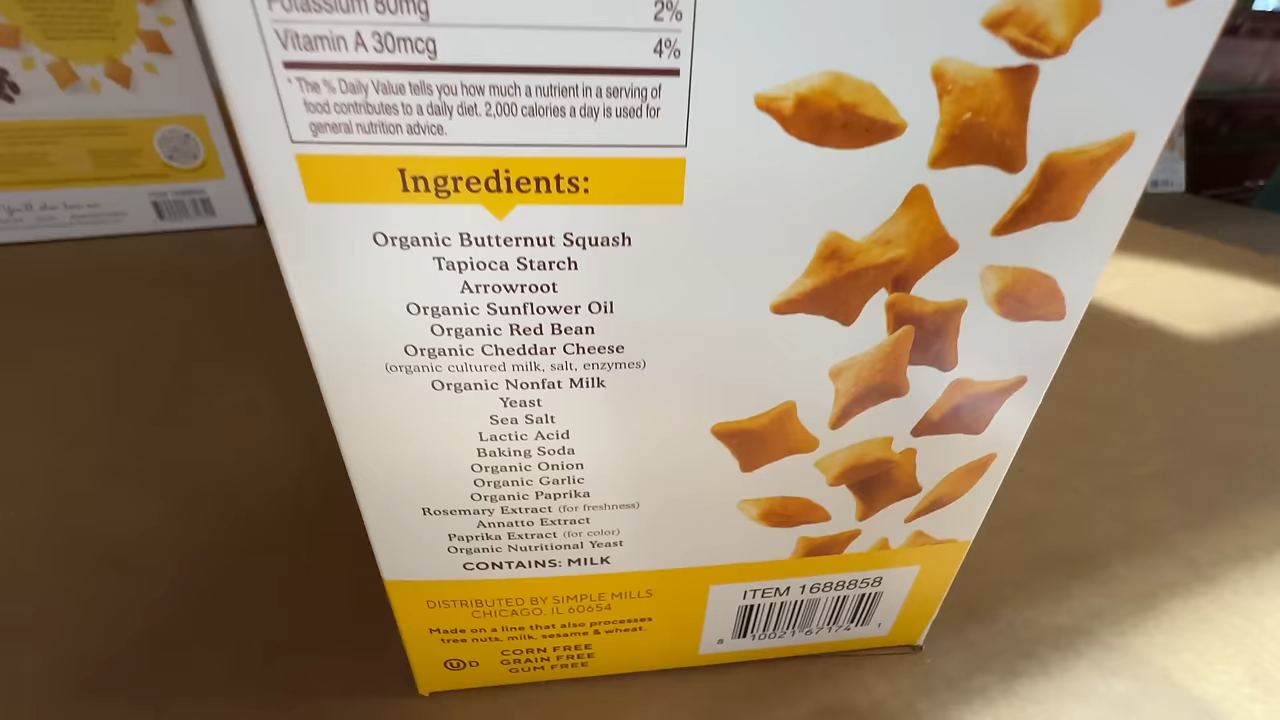 Potassium 80mg 2%
Vitamin A 30mcg 4%
* The % Daily Value tells you how much a nutrient in a serving of
food contributes to a daily diet. 2,000 calories a day is used for
general nutrition advice.
Ingredients:
Organic Butternut Squash
Tapioca Starch
Arrowroot
Organic Sunflower Oil
Organic Red Bean
Organic Cheddar Cheese
(organic cultured milk, salt, enzymes)
Organic Nonfat Milk
Yeast
Sea Salt
Lactic Acid
Baking Soda
Organic Onion
Organic Garlic
Organic Paprika
Rosemary Extract (for freshness)
Annatto Extract
Paprika Extract (for color)
Organic Nutritional Yeast
CONTAINS: MILK
DISTRIBUTED BY SIMPLE MILLS
CHICAGO, IL 60654
Made on a line that also processes
tree nuts, milk, sesame & wheat.
U D
CORN FREE
GRAIN FREE
GUM FREE
ITEM 1688858
8 10021 67174 1